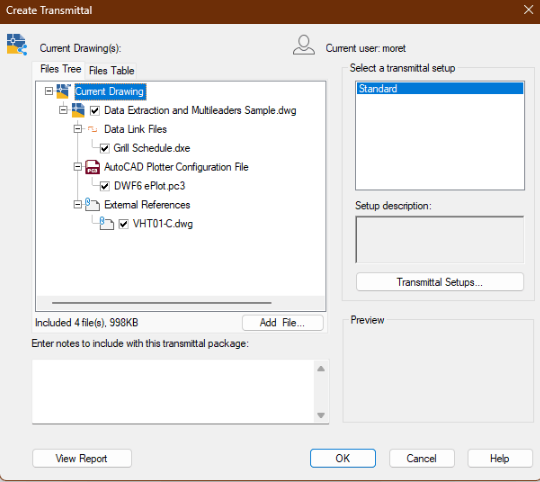 Create Transmittal
Current Drawing(s):
Current user: moret
Files Tree
Files Table
Current Drawing
Data Extraction and Multileaders Sample.dwg
Data Link Files
Grill Schedule.dxe
AutoCAD Plotter Configuration File
DWF6 ePlot.pc3
External References
VHT01-C.dwg
Included 4 file(s), 998KB
Add File...
Select a transmittal setup
Standard
Setup description:
Transmittal Setups...
Enter notes to include with this transmittal package:
Preview
View Report
OK
Cancel
Help